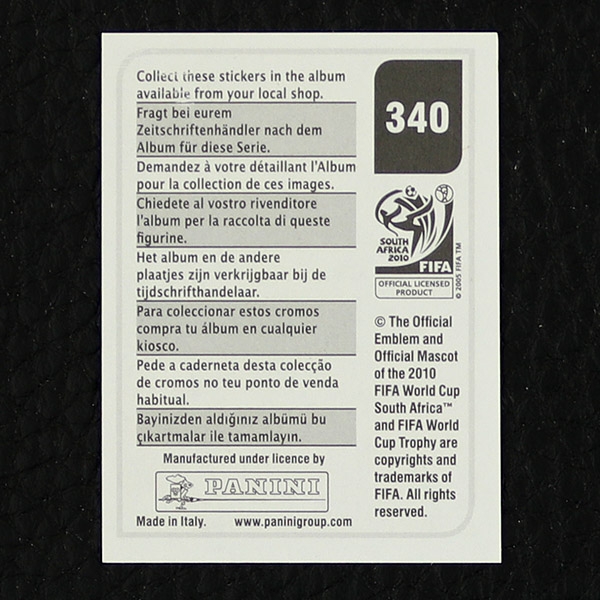 Collect these stickers in the album
available from your local shop.
Fragt bei eurem
Zeitschriftenhändler nach dem
Album für diese Serie.
Demandez à votre détaillant l'Album
pour la collection de ces images.
Chiedete al vostro rivenditore
l'album per la raccolta di queste
figurine.
Het album en de andere
plaatjes zijn verkrijgbaar bij de
tijdschrifthandelaar.
Para coleccionar estos cromos
compra tu álbum en cualquier
kiosco.
Pede a caderneta desta colecção
de cromos no teu ponto de venda
habitual.
Bayinizden aldığınız albümü bu
çıkartmalar ile tamamlayın.
Manufactured under licence by
PANINI
Made in Italy. www.paninigroup.com
340
SOUTH
AFRICA
2010
FIFA
OFFICIAL LICENSED
PRODUCT
© 2005 FIFA TM
© The Official
Emblem and
Official Mascot
of the 2010
FIFA World Cup
South Africa™
and FIFA World
Cup Trophy are
copyrights and
trademarks of
FIFA. All rights
reserved.